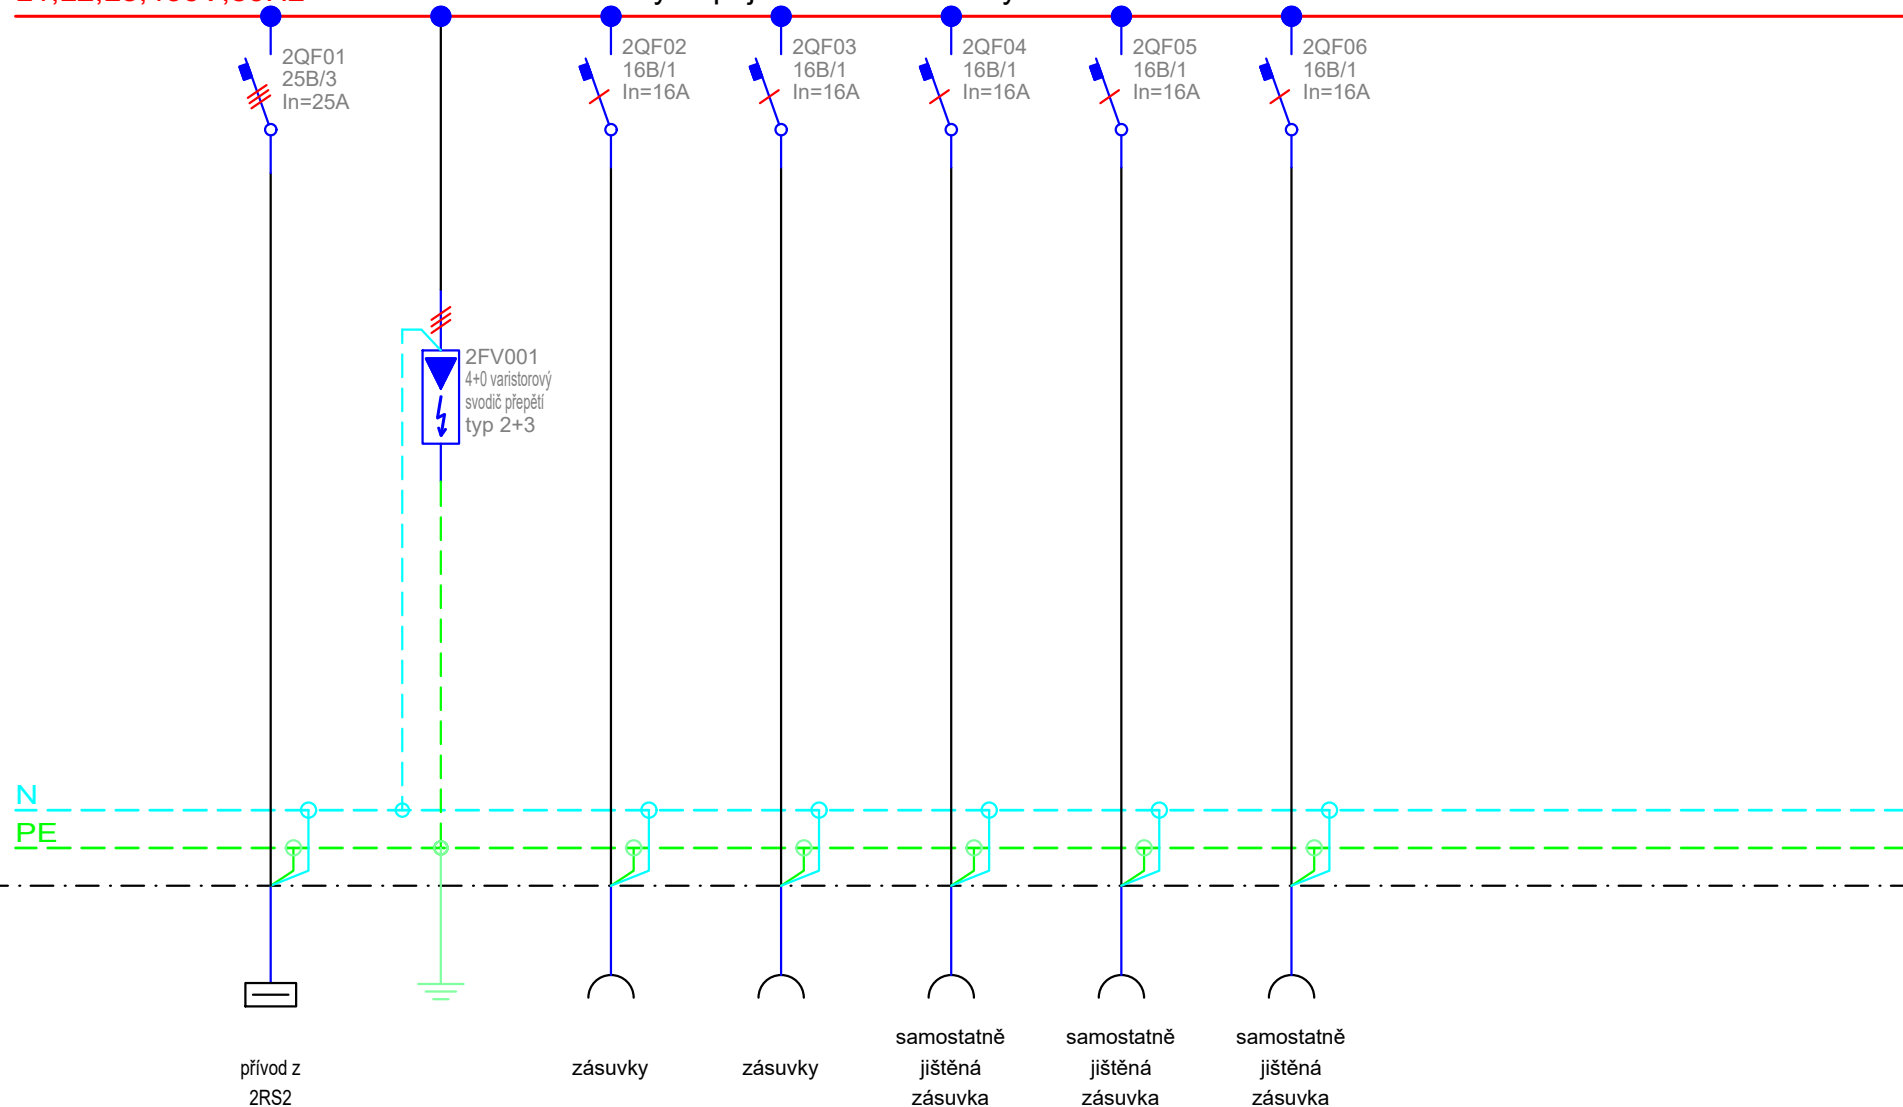 2QF01
25B/3
In=25A
2QF02
16B/1
In=16A
2QF03
16B/1
In=16A
2QF04
16B/1
In=16A
2QF05
16B/1
In=16A
2QF06
16B/1
In=16A
2FV001
4+0 varistorový
svodič přepětí
typ 2+3
N
PE
přívod z
2RS2
zásuvky
zásuvky
samostatně
jištěná
zásuvka
samostatně
jištěná
zásuvka
samostatně
jištěná
zásuvka